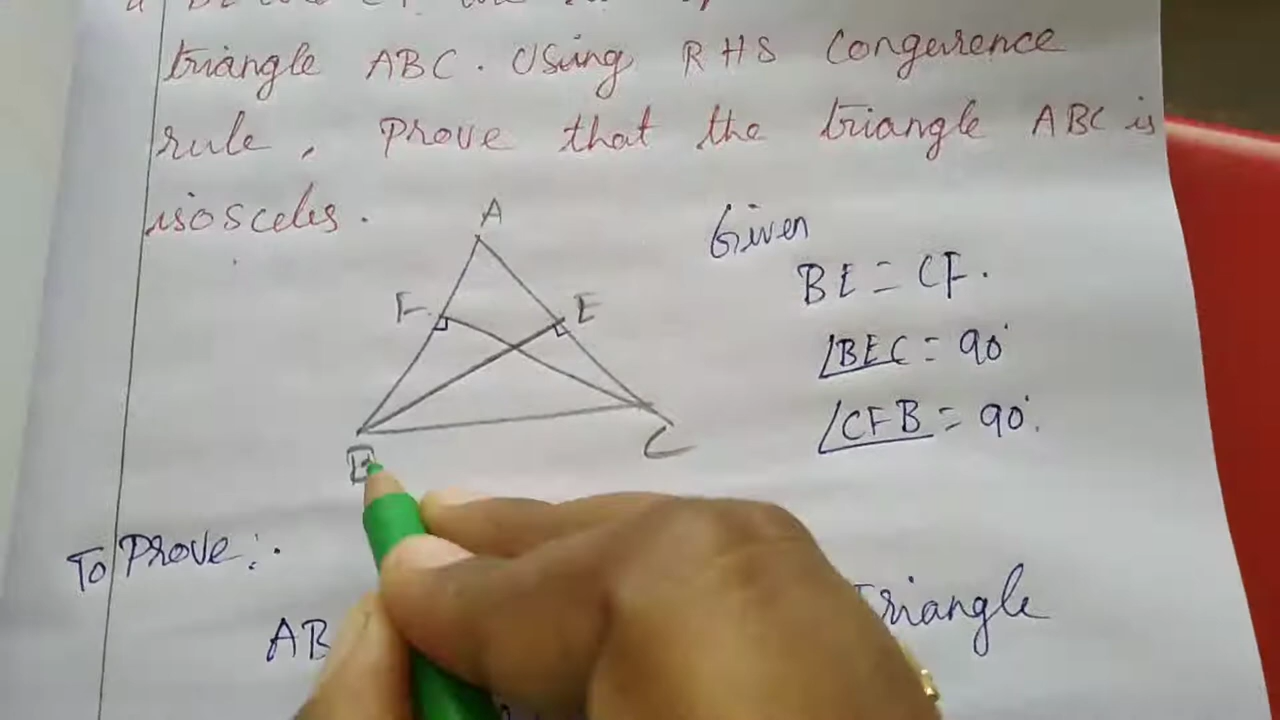 triangle ABC. Using RHS Conguence
rule, Prove that the triangle ABC is
isosceles.
A
F
E
B
C
Given
BE = CF.
∠BEC = 90°
∠CFB = 90°.
To Prove:
AB
Triangle